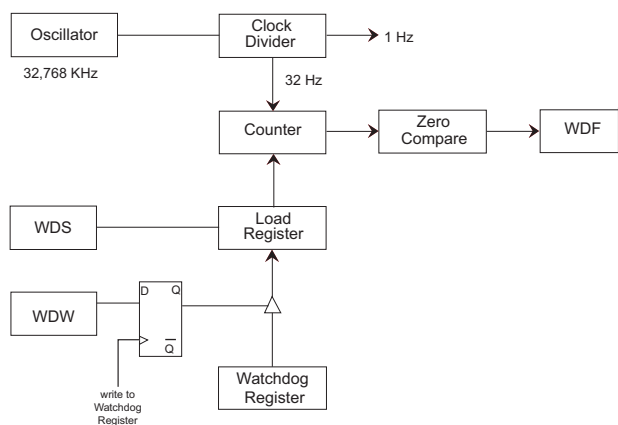 Oscillator
Clock
Divider
1 Hz
32,768 KHz
32 Hz
Counter
Zero
Compare
WDF
WDS
Load
Register
WDW
D
Q
Q
Watchdog
Register
write to
Watchdog
Register